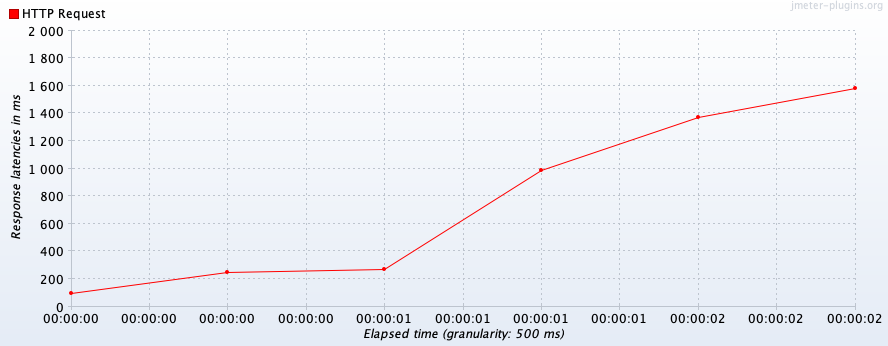 jmeter-plugins.org
HTTP Request
2 000
1 800
1 600
1 400
1 200
1 000
800
600
400
200
0
Response latencies in ms
00:00:00 00:00:00 00:00:00 00:00:00 00:00:01 00:00:01 00:00:01 00:00:01 00:00:02 00:00:02 00:00:02
Elapsed time (granularity: 500 ms)